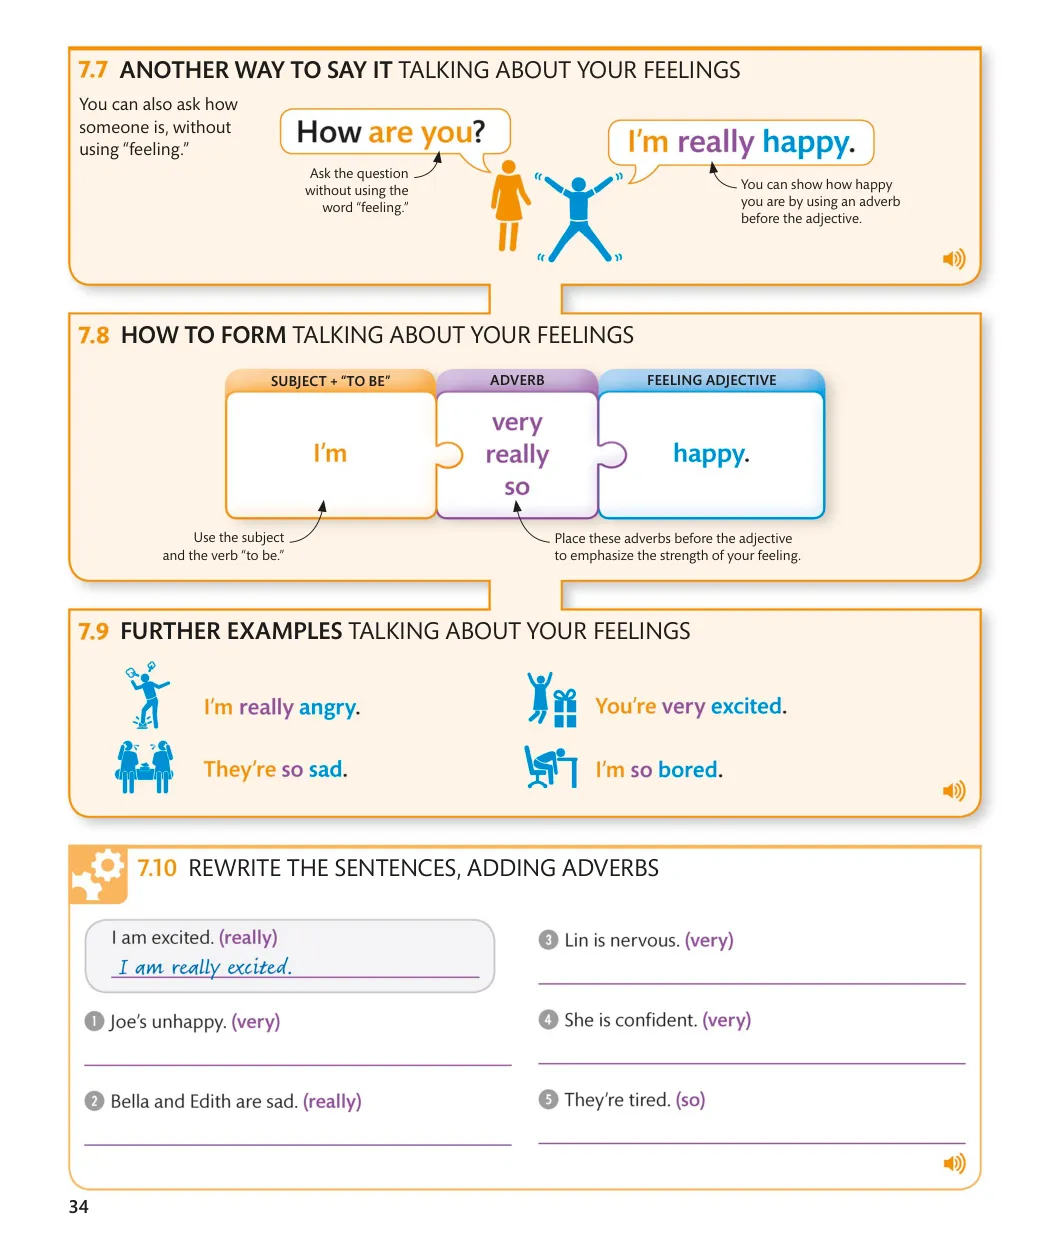 7.7 ANOTHER WAY TO SAY IT TALKING ABOUT YOUR FEELINGS
You can also ask how
someone is, without
using “feeling.”
How are you?
Ask the question
without using the
word “feeling.”
I’m really happy.
You can show how happy
you are by using an adverb
before the adjective.
7.8 HOW TO FORM TALKING ABOUT YOUR FEELINGS
SUBJECT + “TO BE”
ADVERB
FEELING ADJECTIVE
I’m
very
really
so
happy.
Use the subject
and the verb “to be.”
Place these adverbs before the adjective
to emphasize the strength of your feeling.
7.9 FURTHER EXAMPLES TALKING ABOUT YOUR FEELINGS
I’m really angry.
They’re so sad.
You’re very excited.
I’m so bored.
7.10 REWRITE THE SENTENCES, ADDING ADVERBS
I am excited. (really)
I am really excited.
1 Joe’s unhappy. (very)
2 Bella and Edith are sad. (really)
3 Lin is nervous. (very)
4 She is confident. (very)
5 They’re tired. (so)
34